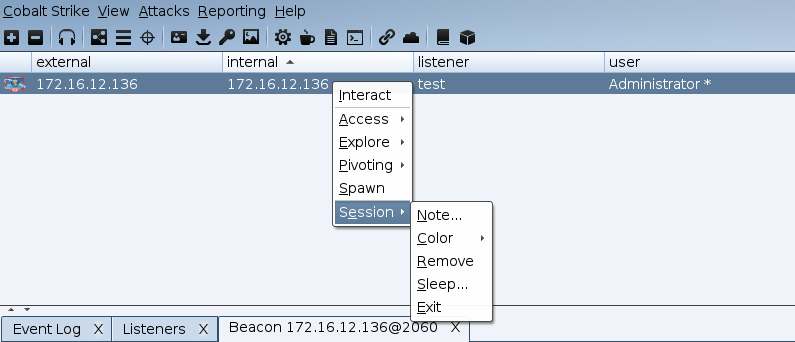 Cobalt Strike View Attacks Reporting Help
external internal listener user
172.16.12.136 172.16.12.136 test Administrator *
Interact
Access
Explore
Pivoting
Spawn
Session
Note...
Color
Remove
Sleep...
Exit
Event Log X Listeners X Beacon 172.16.12.136@2060 X